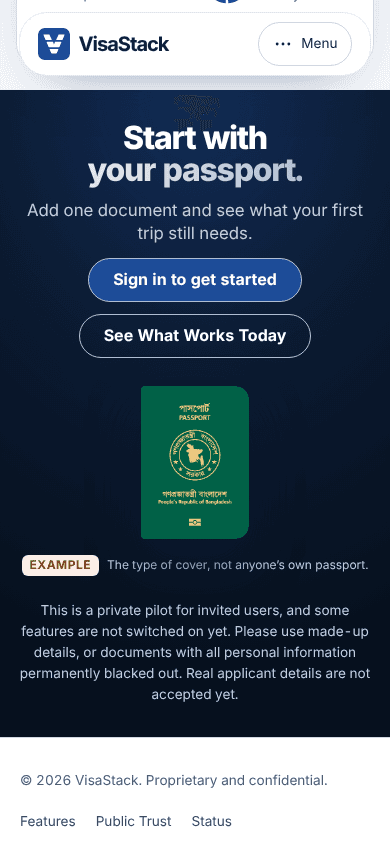 VisaStack
Menu
Start with
your passport.
Add one document and see what your first
trip still needs.
Sign in to get started
See What Works Today
পাসপোর্ট
PASSPORT
গণপ্রজাতন্ত্রী বাংলাদেশ
সরকার
গণপ্রজাতন্ত্রী বাংলাদেশ
People's Republic of Bangladesh
EXAMPLE
The type of cover, not anyone’s own passport.
This is a private pilot for invited users, and some
features are not switched on yet. Please use made-up
details, or documents with all personal information
permanently blacked out. Real applicant details are not
accepted yet.
© 2026 VisaStack. Proprietary and confidential.
Features
Public Trust
Status